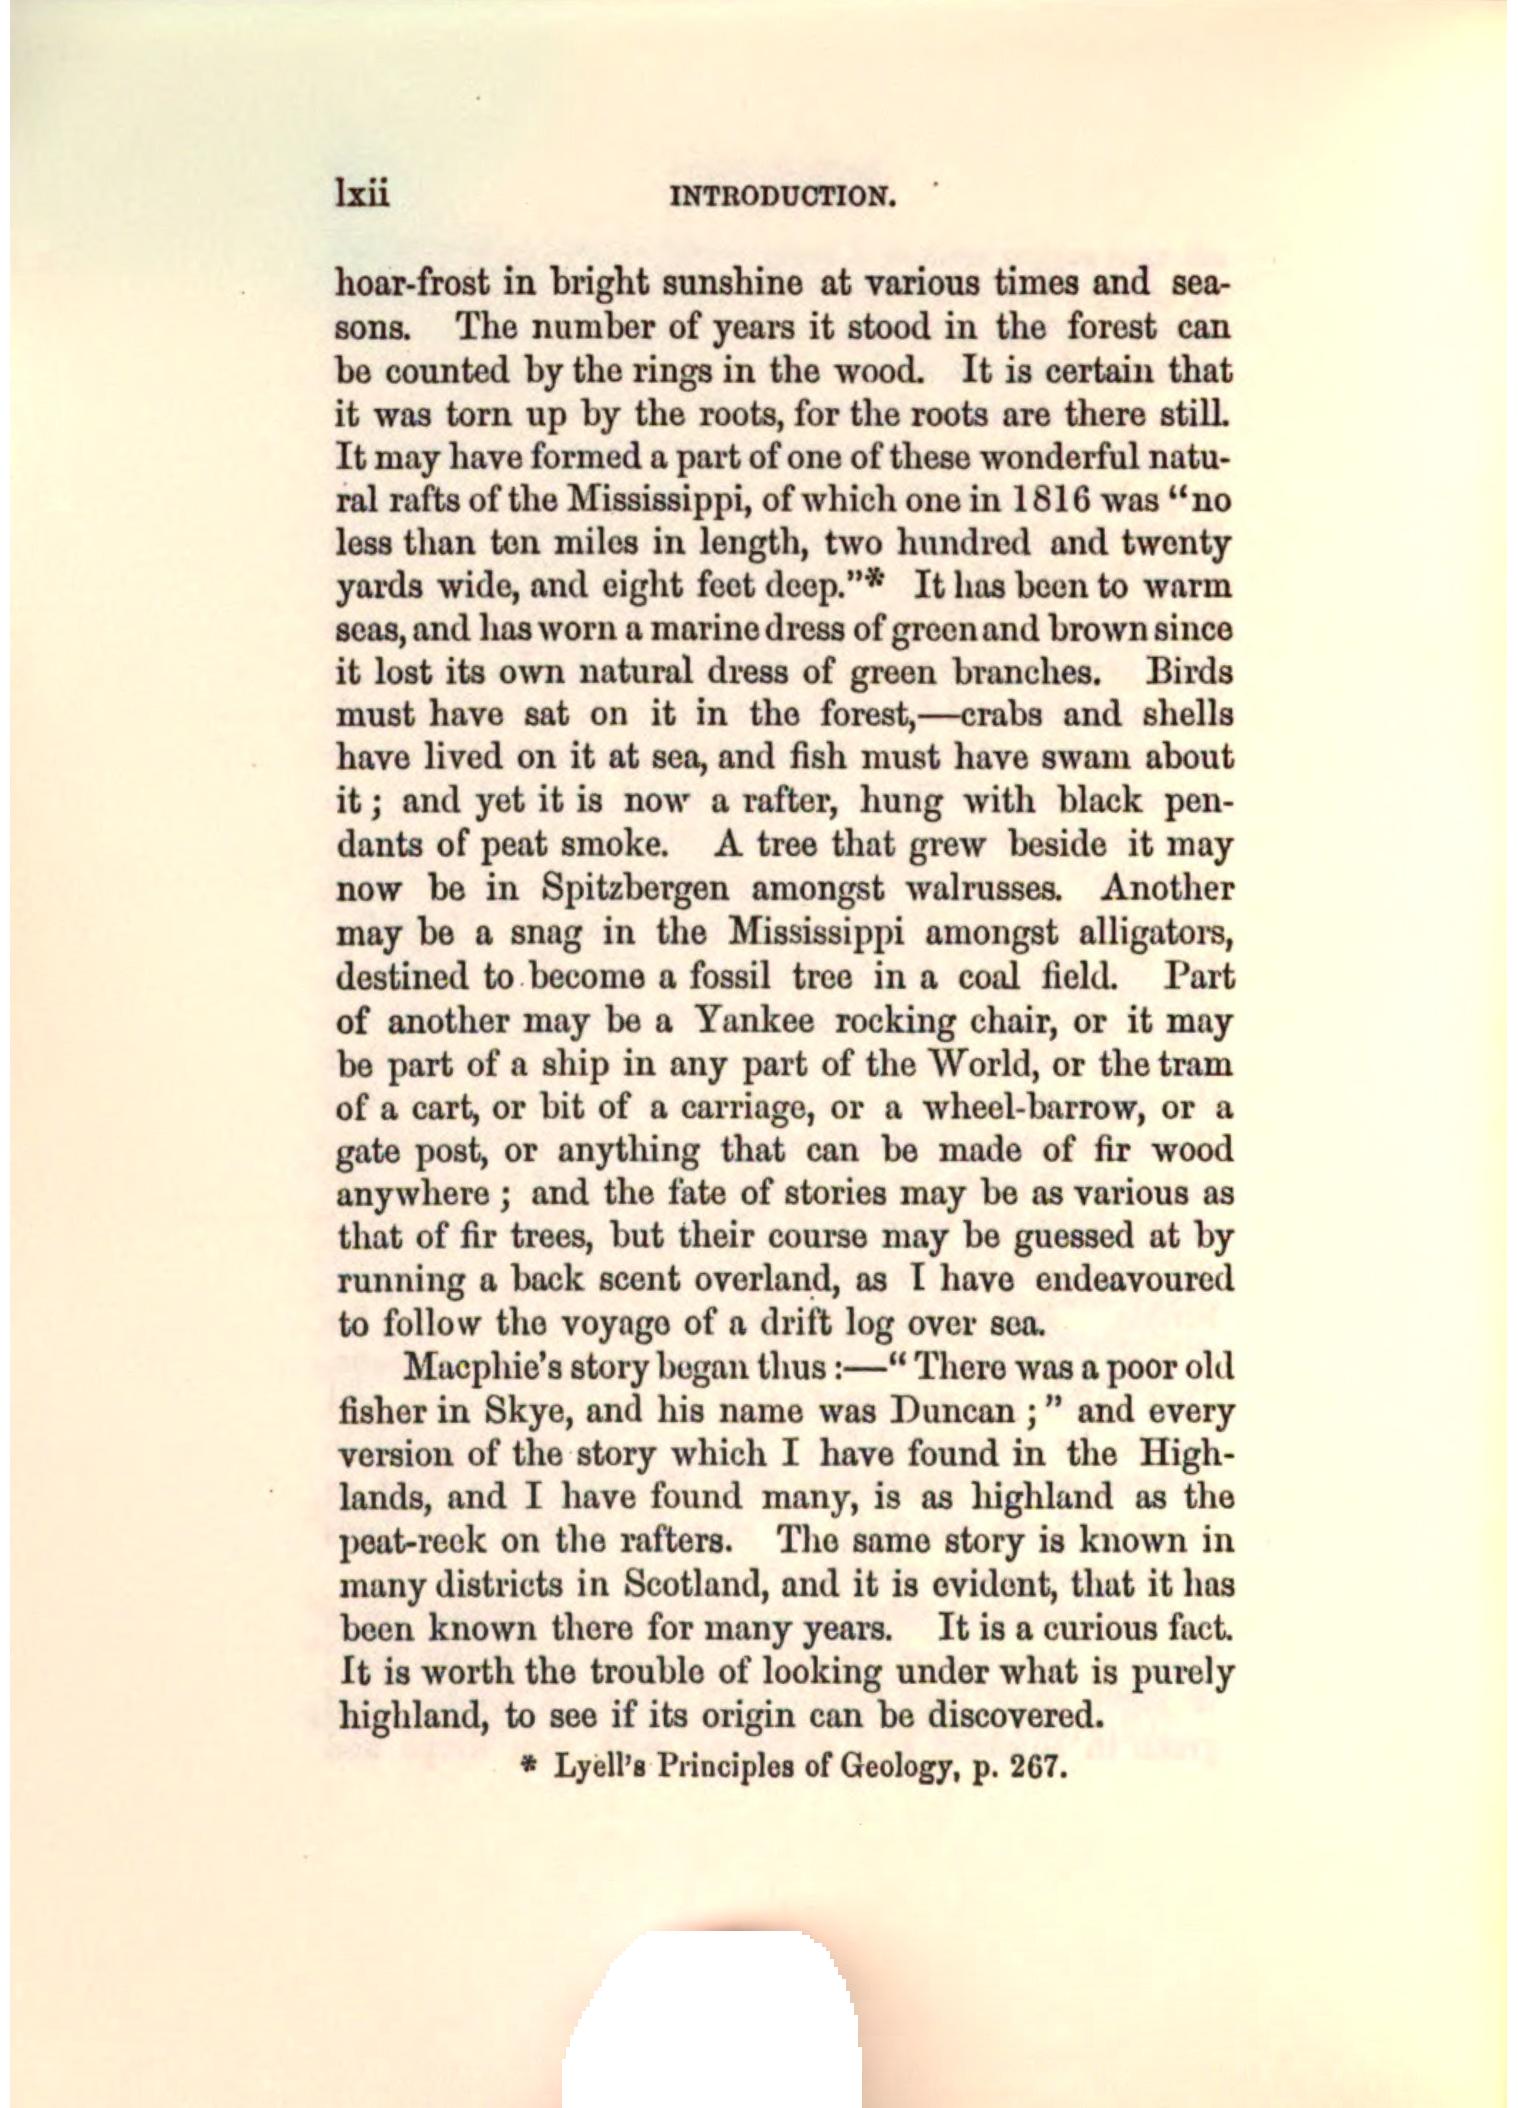 lxii INTRODUCTION.
hoar-frost in bright sunshine at various times and sea-
sons. The number of years it stood in the forest can
be counted by the rings in the wood. It is certain that
it was torn up by the roots, for the roots are there still.
It may have formed a part of one of these wonderful natu-
ral rafts of the Mississippi, of which one in 1816 was “no
less than ten miles in length, two hundred and twenty
yards wide, and eight feet deep.”* It has been to warm
seas, and has worn a marine dress of green and brown since
it lost its own natural dress of green branches. Birds
must have sat on it in the forest,—crabs and shells
have lived on it at sea, and fish must have swam about
it ; and yet it is now a rafter, hung with black pen-
dants of peat smoke. A tree that grew beside it may
now be in Spitzbergen amongst walrusses. Another
may be a snag in the Mississippi amongst alligators,
destined to become a fossil tree in a coal field. Part
of another may be a Yankee rocking chair, or it may
be part of a ship in any part of the World, or the tram
of a cart, or bit of a carriage, or a wheel-barrow, or a
gate post, or anything that can be made of fir wood
anywhere ; and the fate of stories may be as various as
that of fir trees, but their course may be guessed at by
running a back scent overland, as I have endeavoured
to follow the voyage of a drift log over sea.
Macphie’s story began thus :—“ There was a poor old
fisher in Skye, and his name was Duncan ; ” and every
version of the story which I have found in the High-
lands, and I have found many, is as highland as the
peat-reek on the rafters. The same story is known in
many districts in Scotland, and it is evident, that it has
been known there for many years. It is a curious fact.
It is worth the trouble of looking under what is purely
highland, to see if its origin can be discovered.
* Lyell’s Principles of Geology, p. 267.